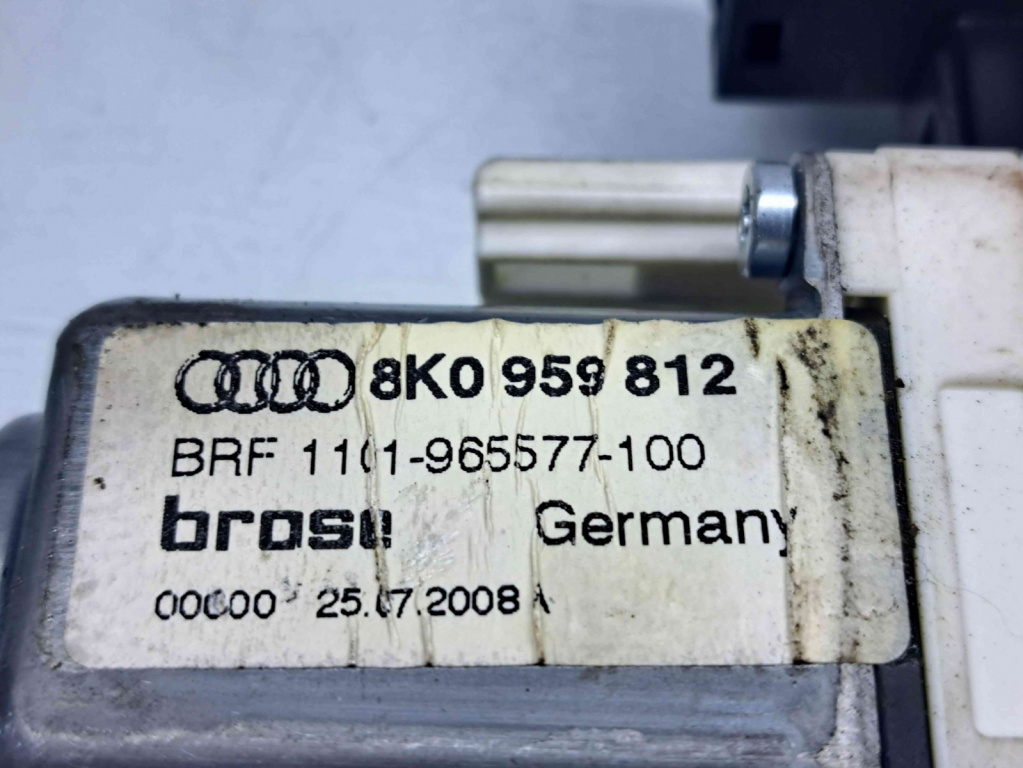 8K0 959 812
BRF 1101-965577-100
brose Germany
00000 25.07.2008 A